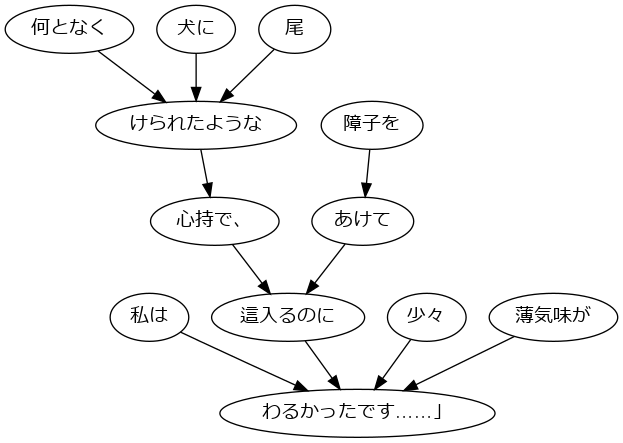 何となく 犬に 尾
けられたような 障子を
心持で、 あけて
私は 這入るのに 少々 薄気味が
わるかったです……」